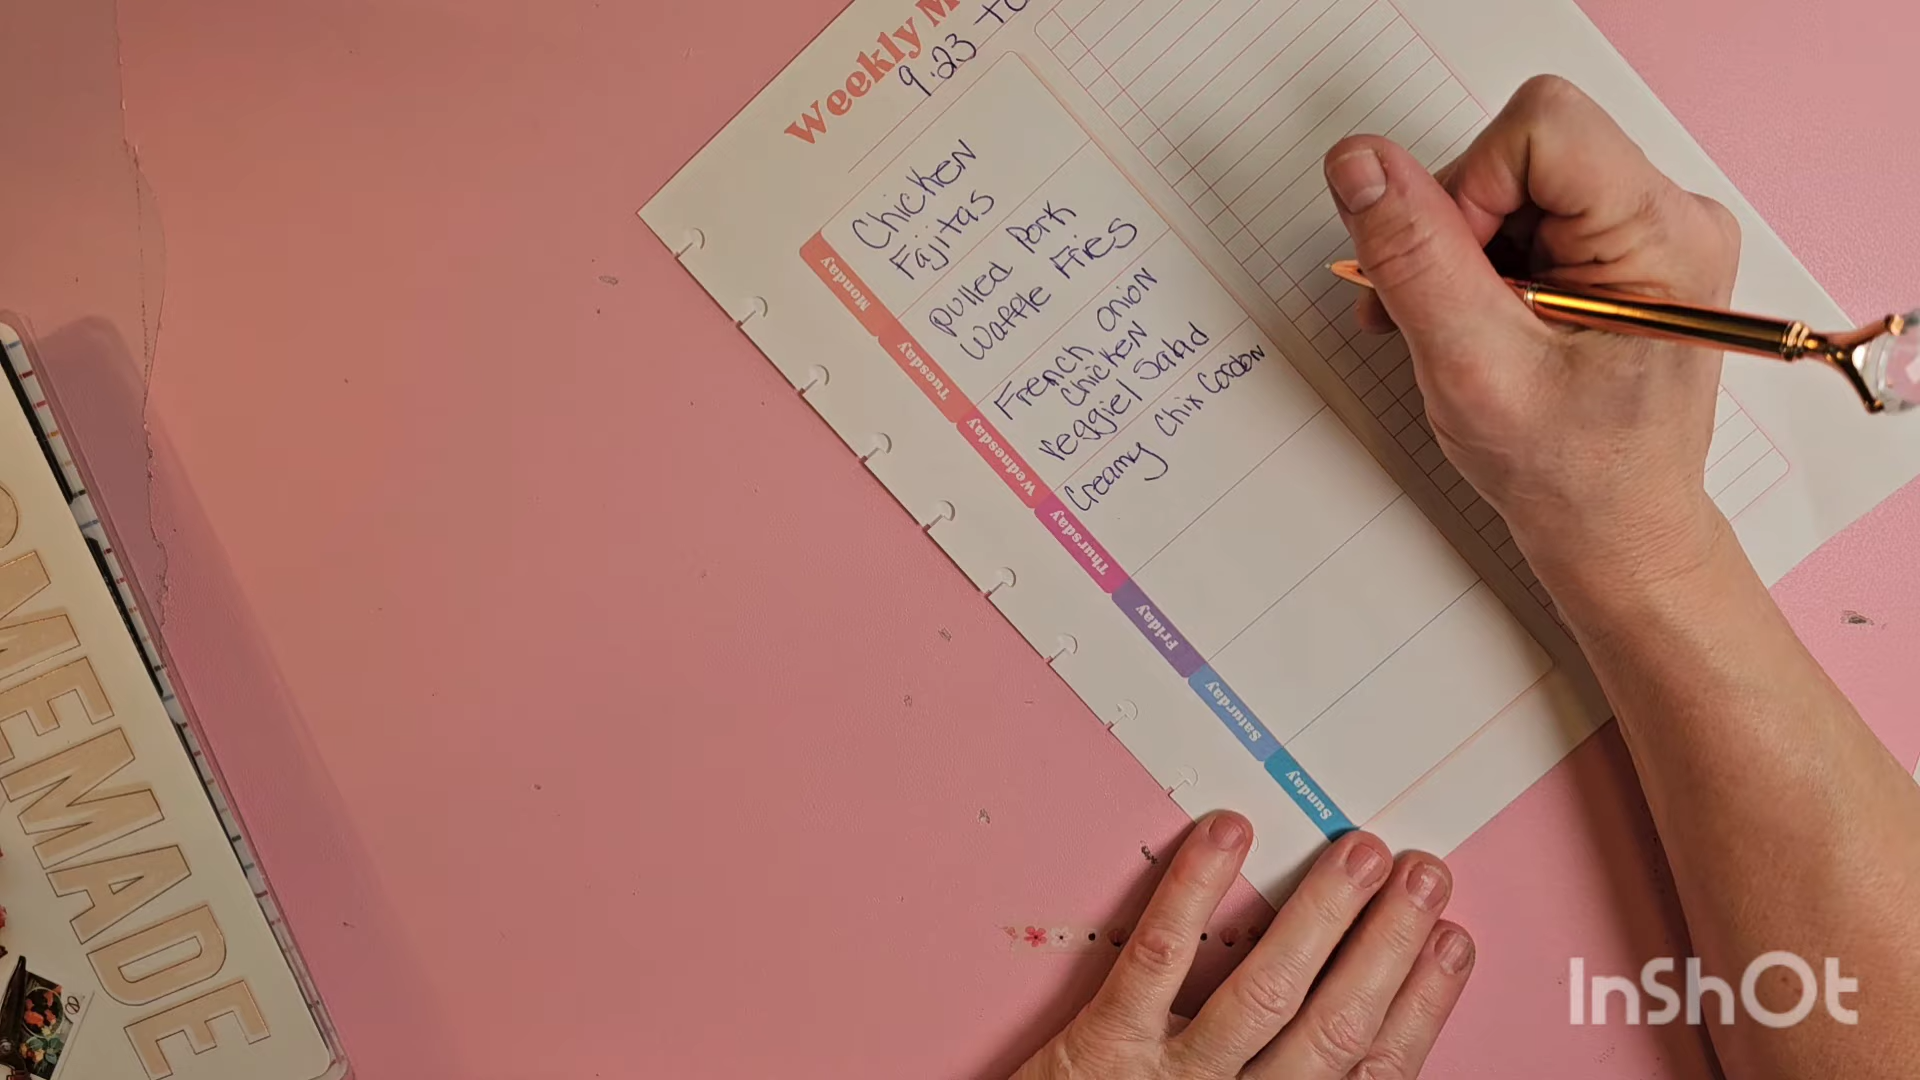 Weekly M
9.23 to
Monday
Chicken
Fajitas
Tuesday
Pulled Pork
Waffle Fries
Wednesday
French Onion
Chicken
Veggie/Salad
Thursday
Creamy Chix Cordon
Friday
Saturday
Sunday
OMEMADE
InShOt